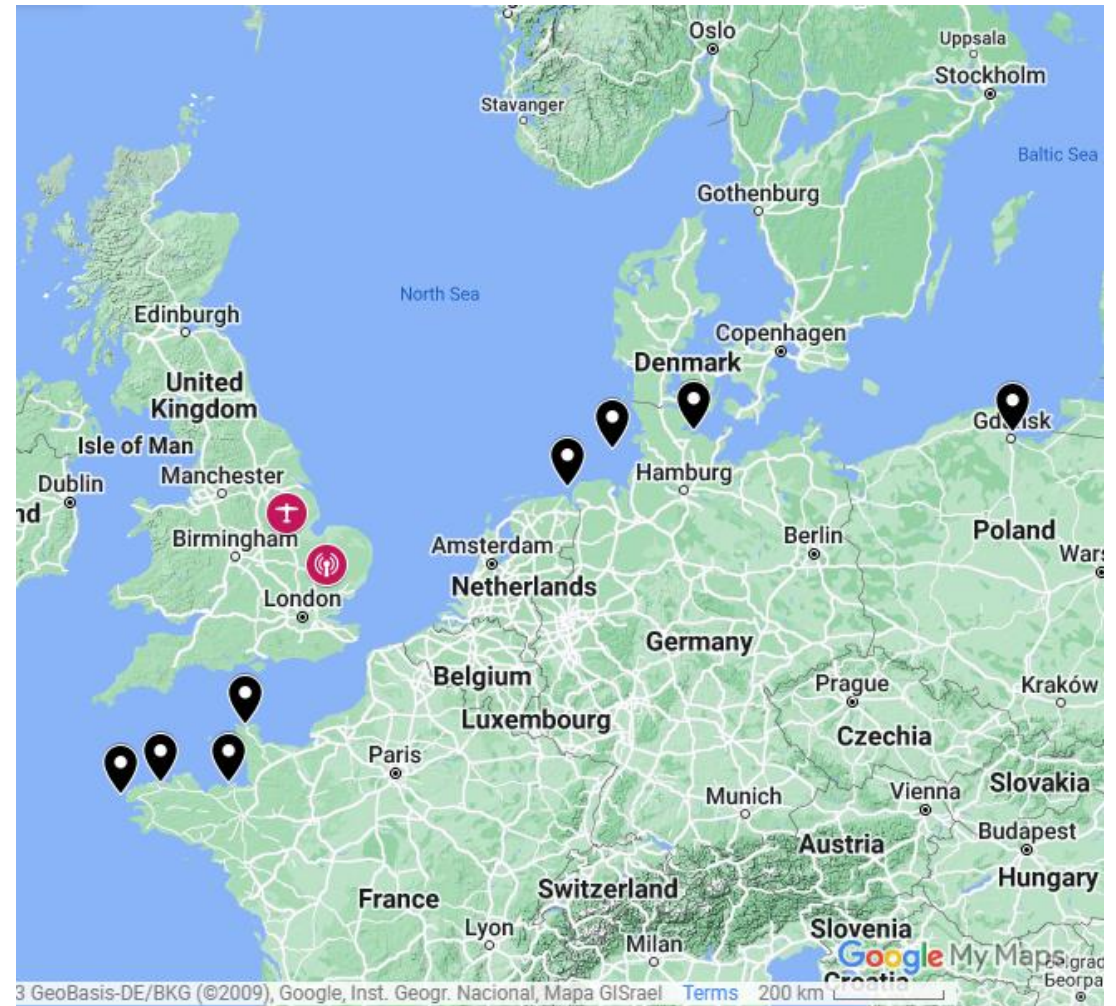 Oslo
Uppsala
Stockholm
Stavanger
Baltic Sea
Gothenburg
North Sea
Edinburgh
Copenhagen
Denmark
United
Kingdom
Isle of Man
Gdańsk
Manchester
Hamburg
Dublin
nd
Birmingham
Berlin
Poland
Amsterdam
Wars
Netherlands
London
Germany
Belgium
Prague
Kraków
Luxembourg
Czechia
Paris
Slovakia
Munich
Vienna
Budapest
Austria
Hungary
Switzerland
France
Lyon
Slovenia
Milan
Google My Maps
Croatia
3 GeoBasis-DE/BKG (©2009), Google, Inst. Geogr. Nacional, Mapa GISrael Terms 200 km